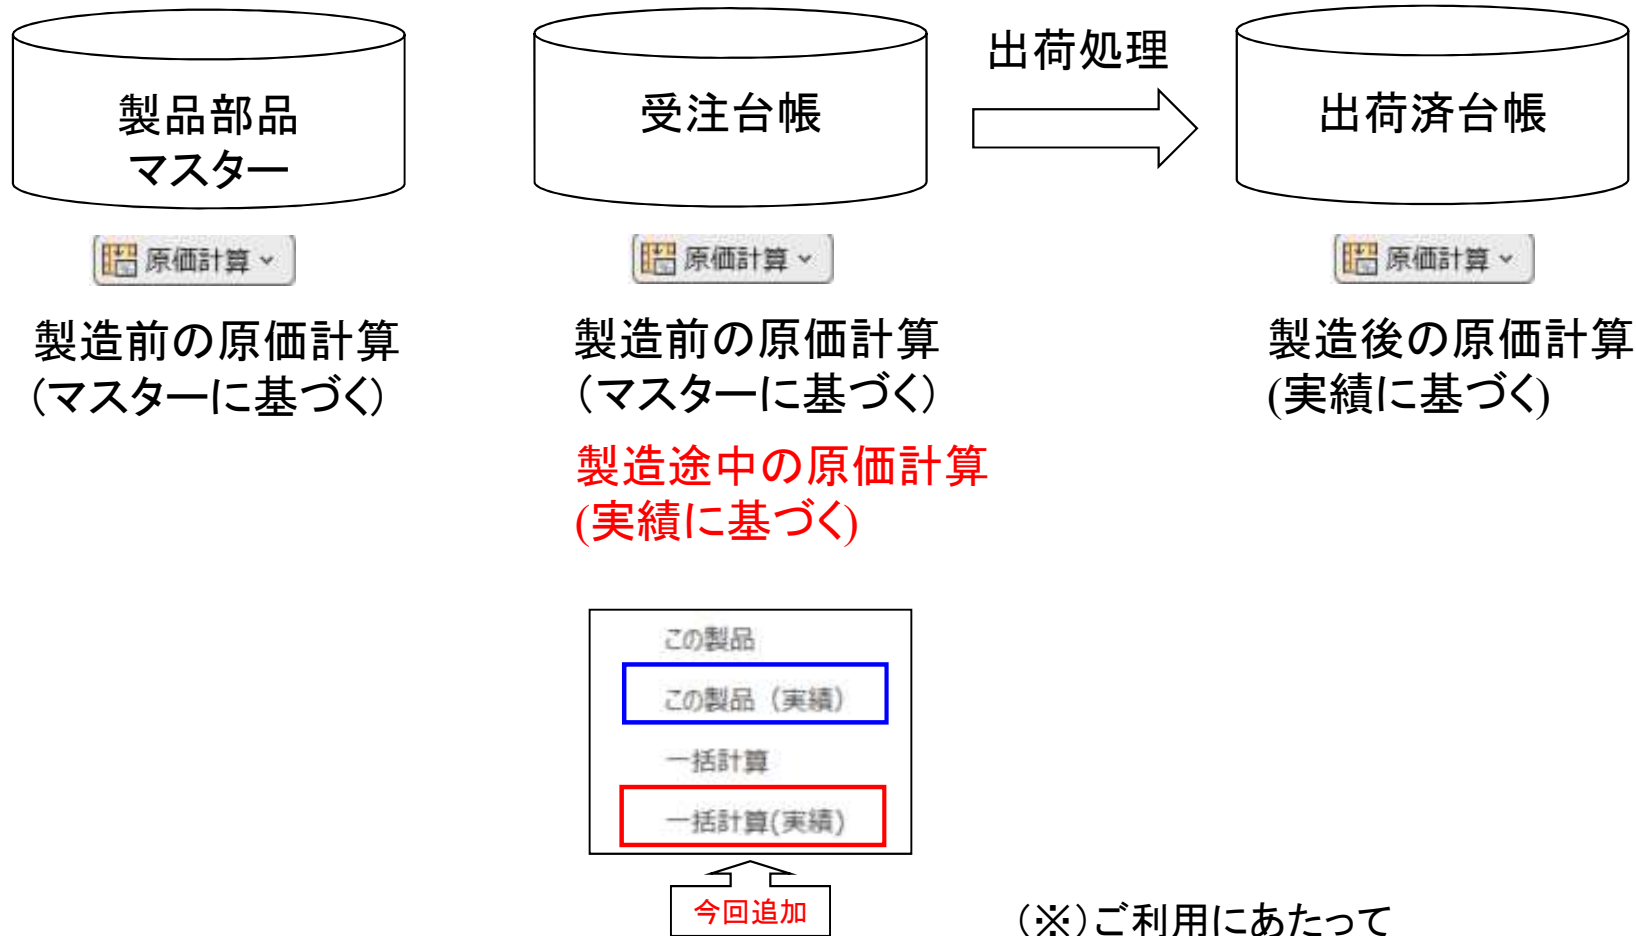 製品部品
マスター
受注台帳
出荷処理
出荷済台帳
原価計算
原価計算
原価計算
製造前の原価計算
(マスターに基づく)
製造前の原価計算
(マスターに基づく)
製造途中の原価計算
(実績に基づく)
製造後の原価計算
(実績に基づく)
この製品
この製品（実績）
一括計算
一括計算(実績)
今回追加
(※)ご利用にあたって